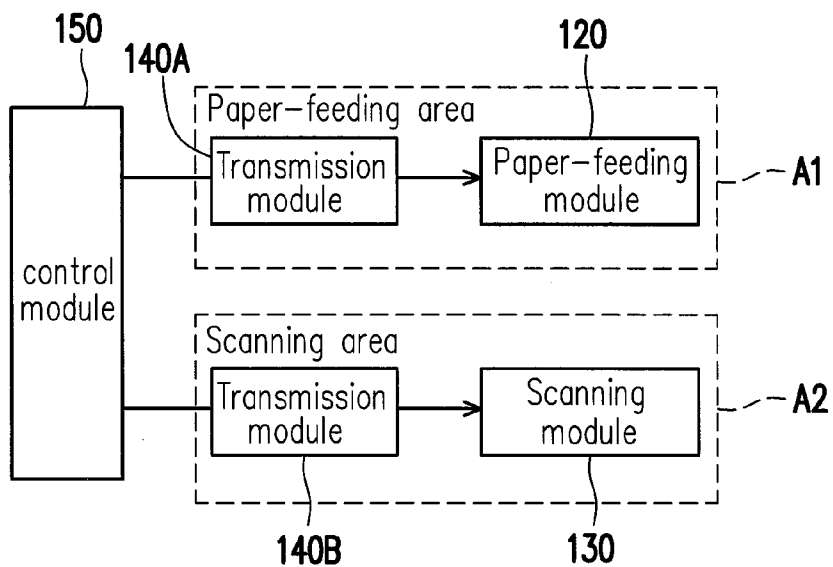 150
140A
120
Paper-feeding area
Transmission
module
Paper-feeding
module
A1
control
module
Scanning area
Transmission
module
Scanning
module
A2
140B
130